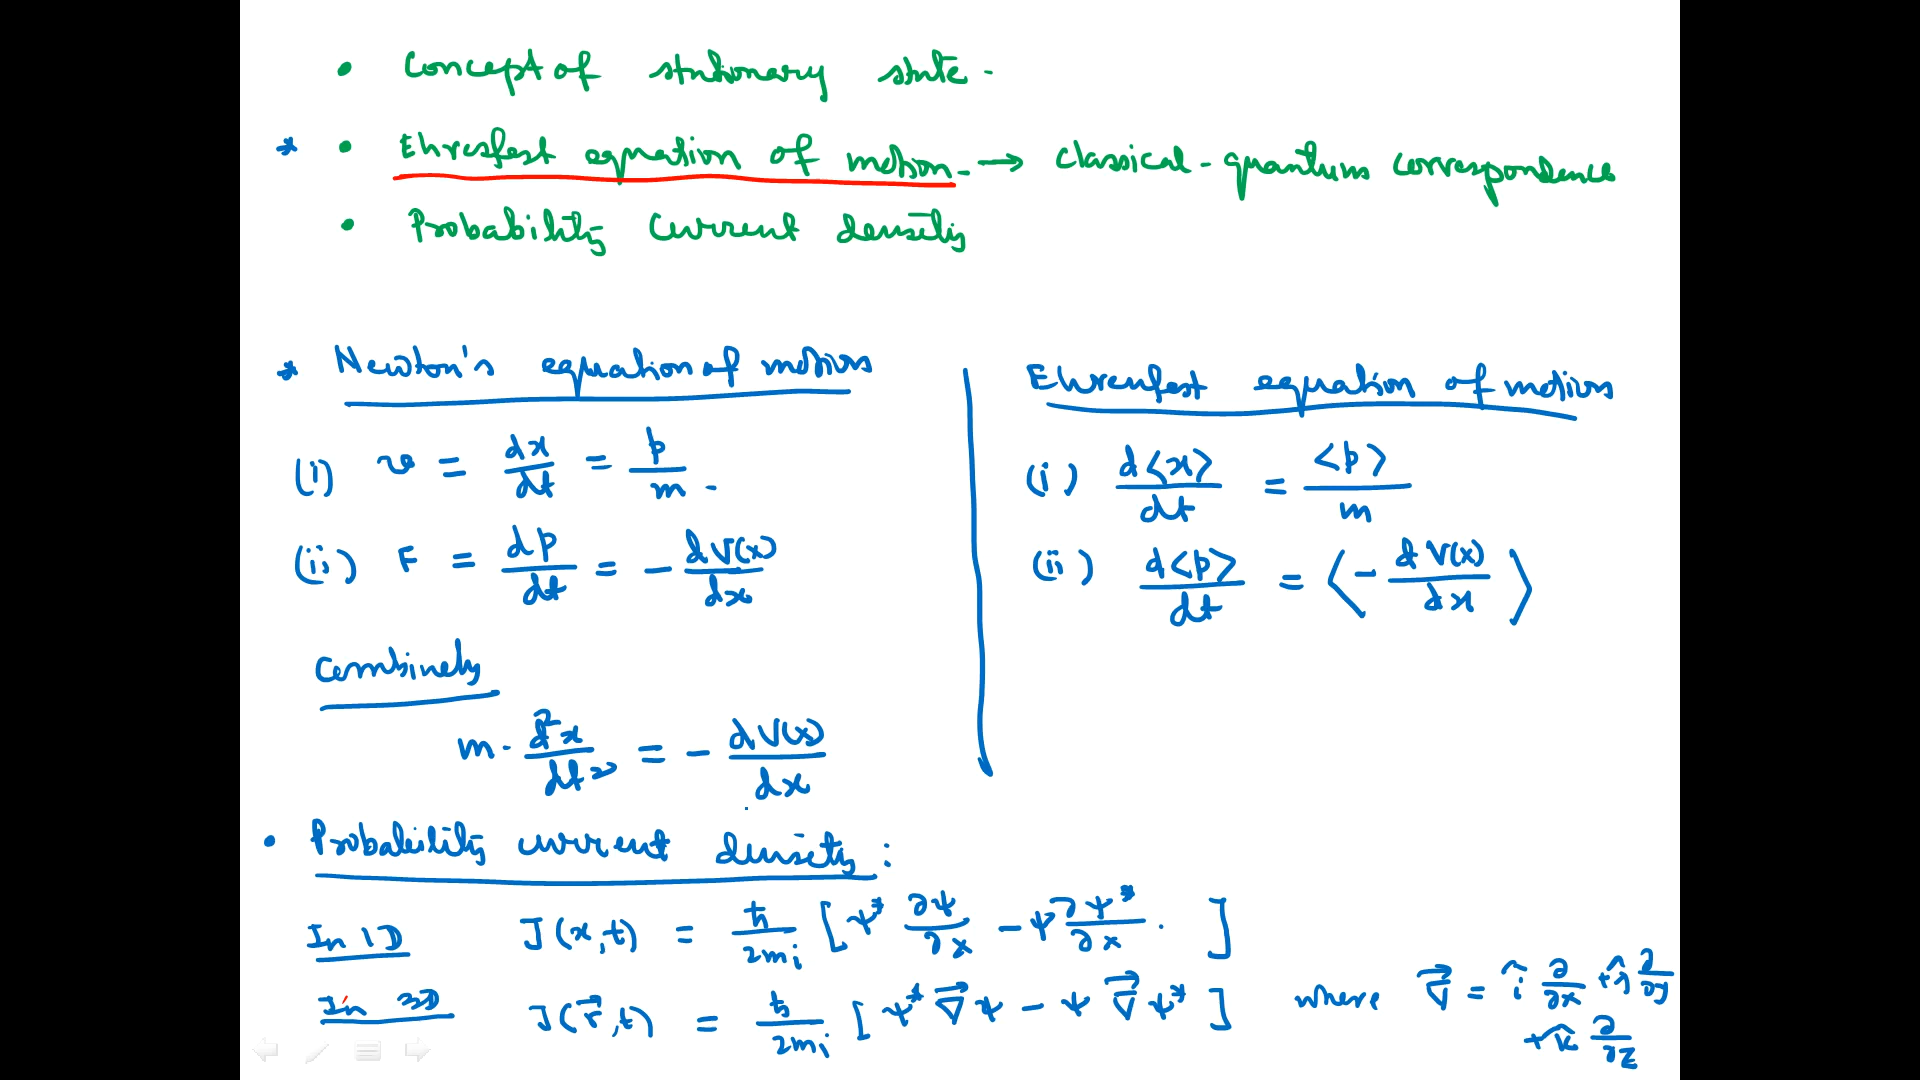 • Concept of stationary state.
* • Ehrenfest equation of motion. → classical-quantum correspondence
• Probability current density
* Newton's equation of motion
(i) v = dx/dt = p/m.
(ii) F = dp/dt = - dV(x)/dx
Combinely
m. d²x/dt² = - dV(x)/dx
Ehrenfest equation of motion
(i) d<x>/dt = <p>/m
(ii) d<p>/dt = <- dV(x)/dx>
• Probability current density:
In 1D J(x,t) = ħ/2mi [ψ* ∂ψ/∂x - ψ ∂ψ*/∂x]
In 3D J(r⃗,t) = ħ/2mi [ψ* ∇⃗ψ - ψ ∇⃗ψ*] where ∇⃗ = î ∂/∂x + ĵ ∂/∂y
+ k̂ ∂/∂z